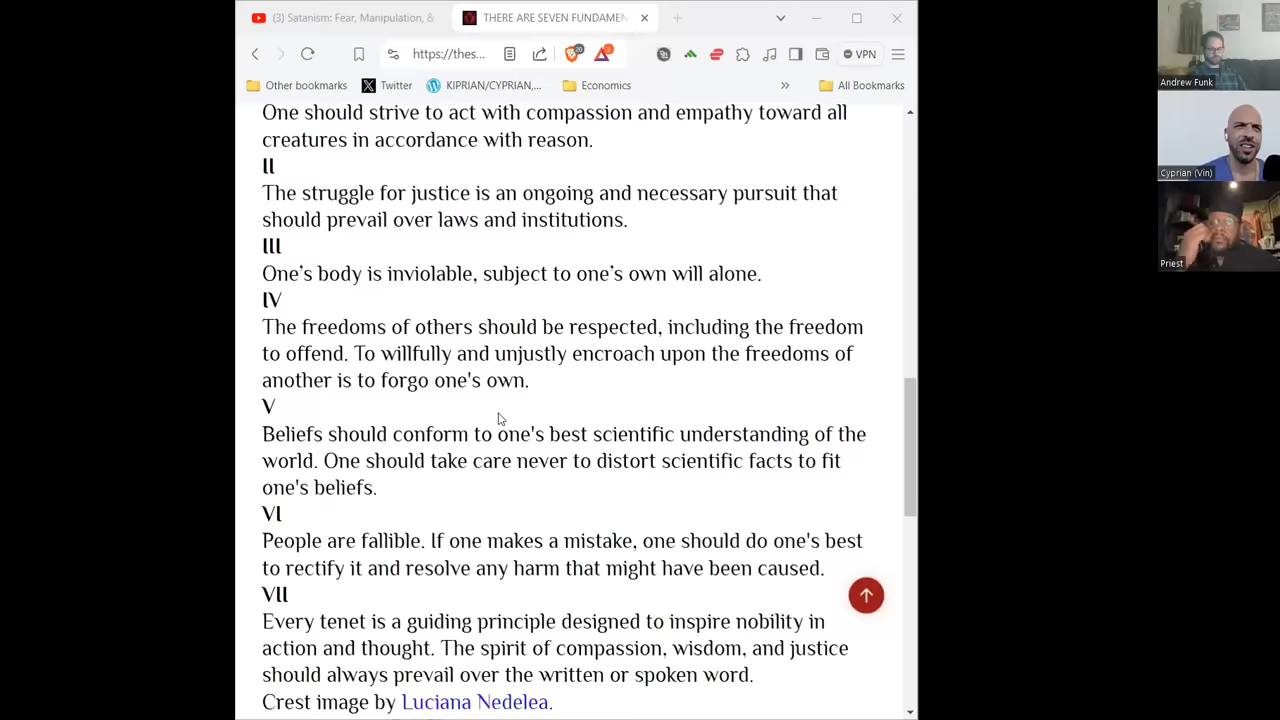 (3) Satanism: Fear, Manipulation, &
THERE ARE SEVEN FUNDAMEN
https://thes...
20
2
VPN
Other bookmarks
Twitter
KIPRIAN/CYPRIAN,...
Economics
»
All Bookmarks
One should strive to act with compassion and empathy toward all
creatures in accordance with reason.
II
The struggle for justice is an ongoing and necessary pursuit that
should prevail over laws and institutions.
III
One’s body is inviolable, subject to one’s own will alone.
IV
The freedoms of others should be respected, including the freedom
to offend. To willfully and unjustly encroach upon the freedoms of
another is to forgo one's own.
V
Beliefs should conform to one's best scientific understanding of the
world. One should take care never to distort scientific facts to fit
one's beliefs.
VI
People are fallible. If one makes a mistake, one should do one's best
to rectify it and resolve any harm that might have been caused.
VII
Every tenet is a guiding principle designed to inspire nobility in
action and thought. The spirit of compassion, wisdom, and justice
should always prevail over the written or spoken word.
Crest image by Luciana Nedelea.
Andrew Funk
Cyprian (Vin)
Priest